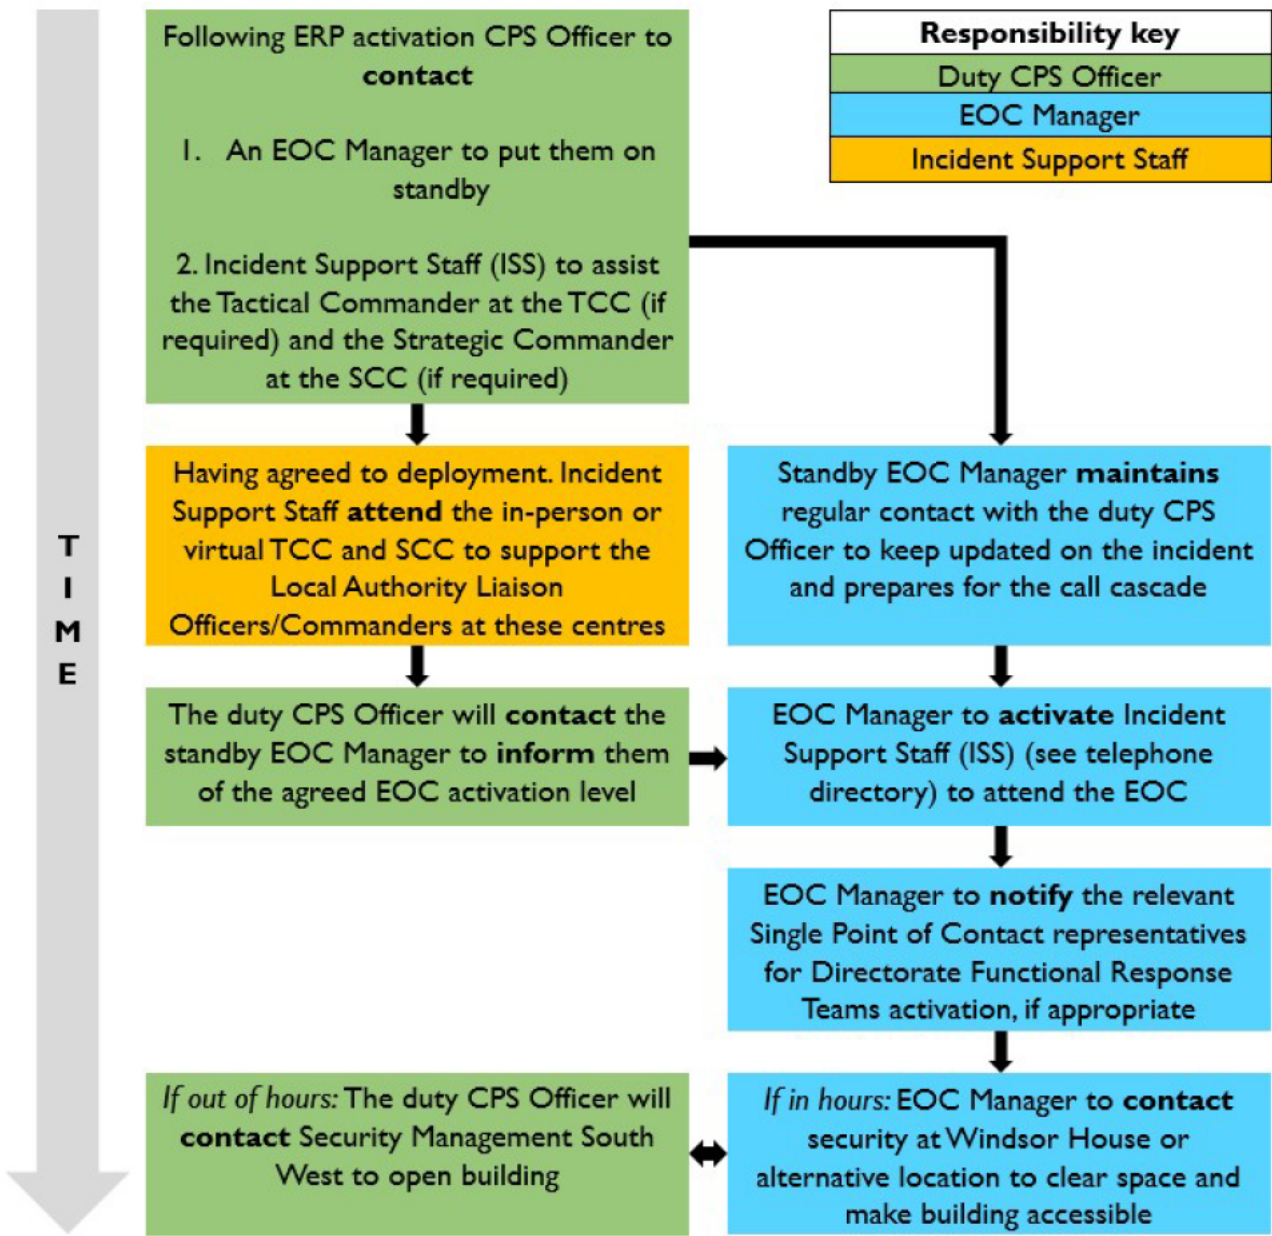 Following ERP activation CPS Officer to
contact
1. An EOC Manager to put them on
standby
2. Incident Support Staff (ISS) to assist
the Tactical Commander at the TCC (if
required) and the Strategic Commander
at the SCC (if required)
Responsibility key
Duty CPS Officer
EOC Manager
Incident Support Staff
T
I
M
E
Having agreed to deployment. Incident
Support Staff attend the in-person or
virtual TCC and SCC to support the
Local Authority Liaison
Officers/Commanders at these centres
Standby EOC Manager maintains
regular contact with the duty CPS
Officer to keep updated on the incident
and prepares for the call cascade
The duty CPS Officer will contact the
standby EOC Manager to inform them
of the agreed EOC activation level
EOC Manager to activate Incident
Support Staff (ISS) (see telephone
directory) to attend the EOC
EOC Manager to notify the relevant
Single Point of Contact representatives
for Directorate Functional Response
Teams activation, if appropriate
If out of hours: The duty CPS Officer will
contact Security Management South
West to open building
If in hours: EOC Manager to contact
security at Windsor House or
alternative location to clear space and
make building accessible